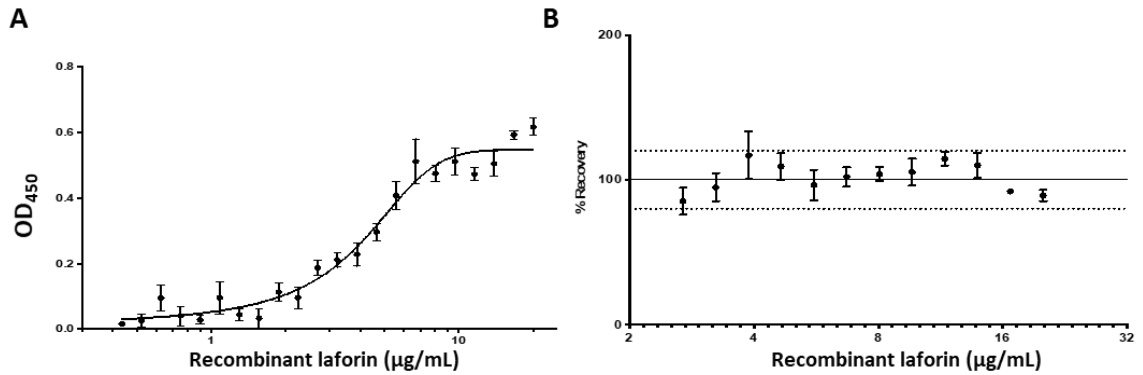 A
OD450
0.8
0.6
0.4
0.2
0.0
1
10
Recombinant laforin (μg/mL)
B
% Recovery
200
100
0
2
4
8
16
32
Recombinant laforin (μg/mL)